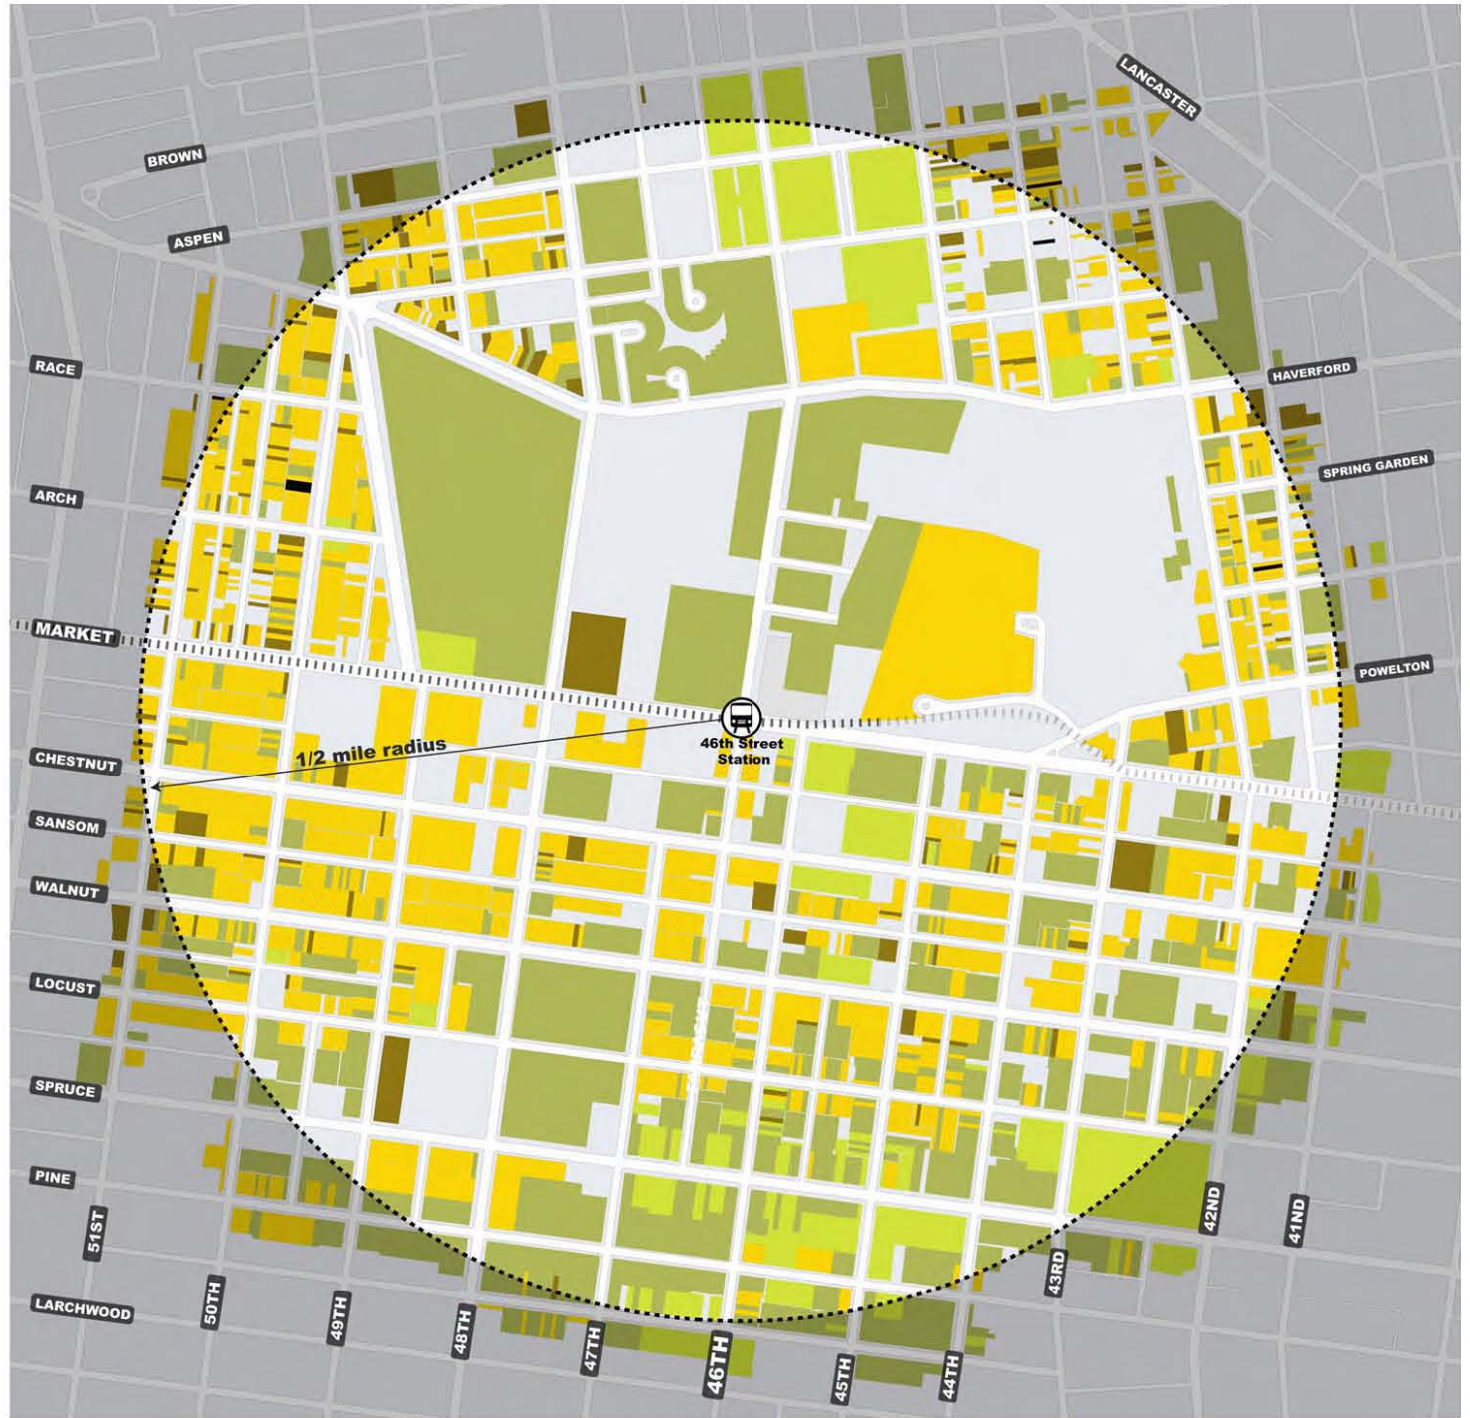 LANCASTER
BROWN
ASPEN
RACE
HAVERFORD
SPRING GARDEN
ARCH
MARKET
POWELTON
46th Street
Station
1/2 mile radius
CHESTNUT
SANSOM
WALNUT
LOCUST
SPRUCE
PINE
51ST
42ND
41ND
43RD
50TH
49TH
48TH
LARCHWOOD
47TH
46TH
45TH
44TH